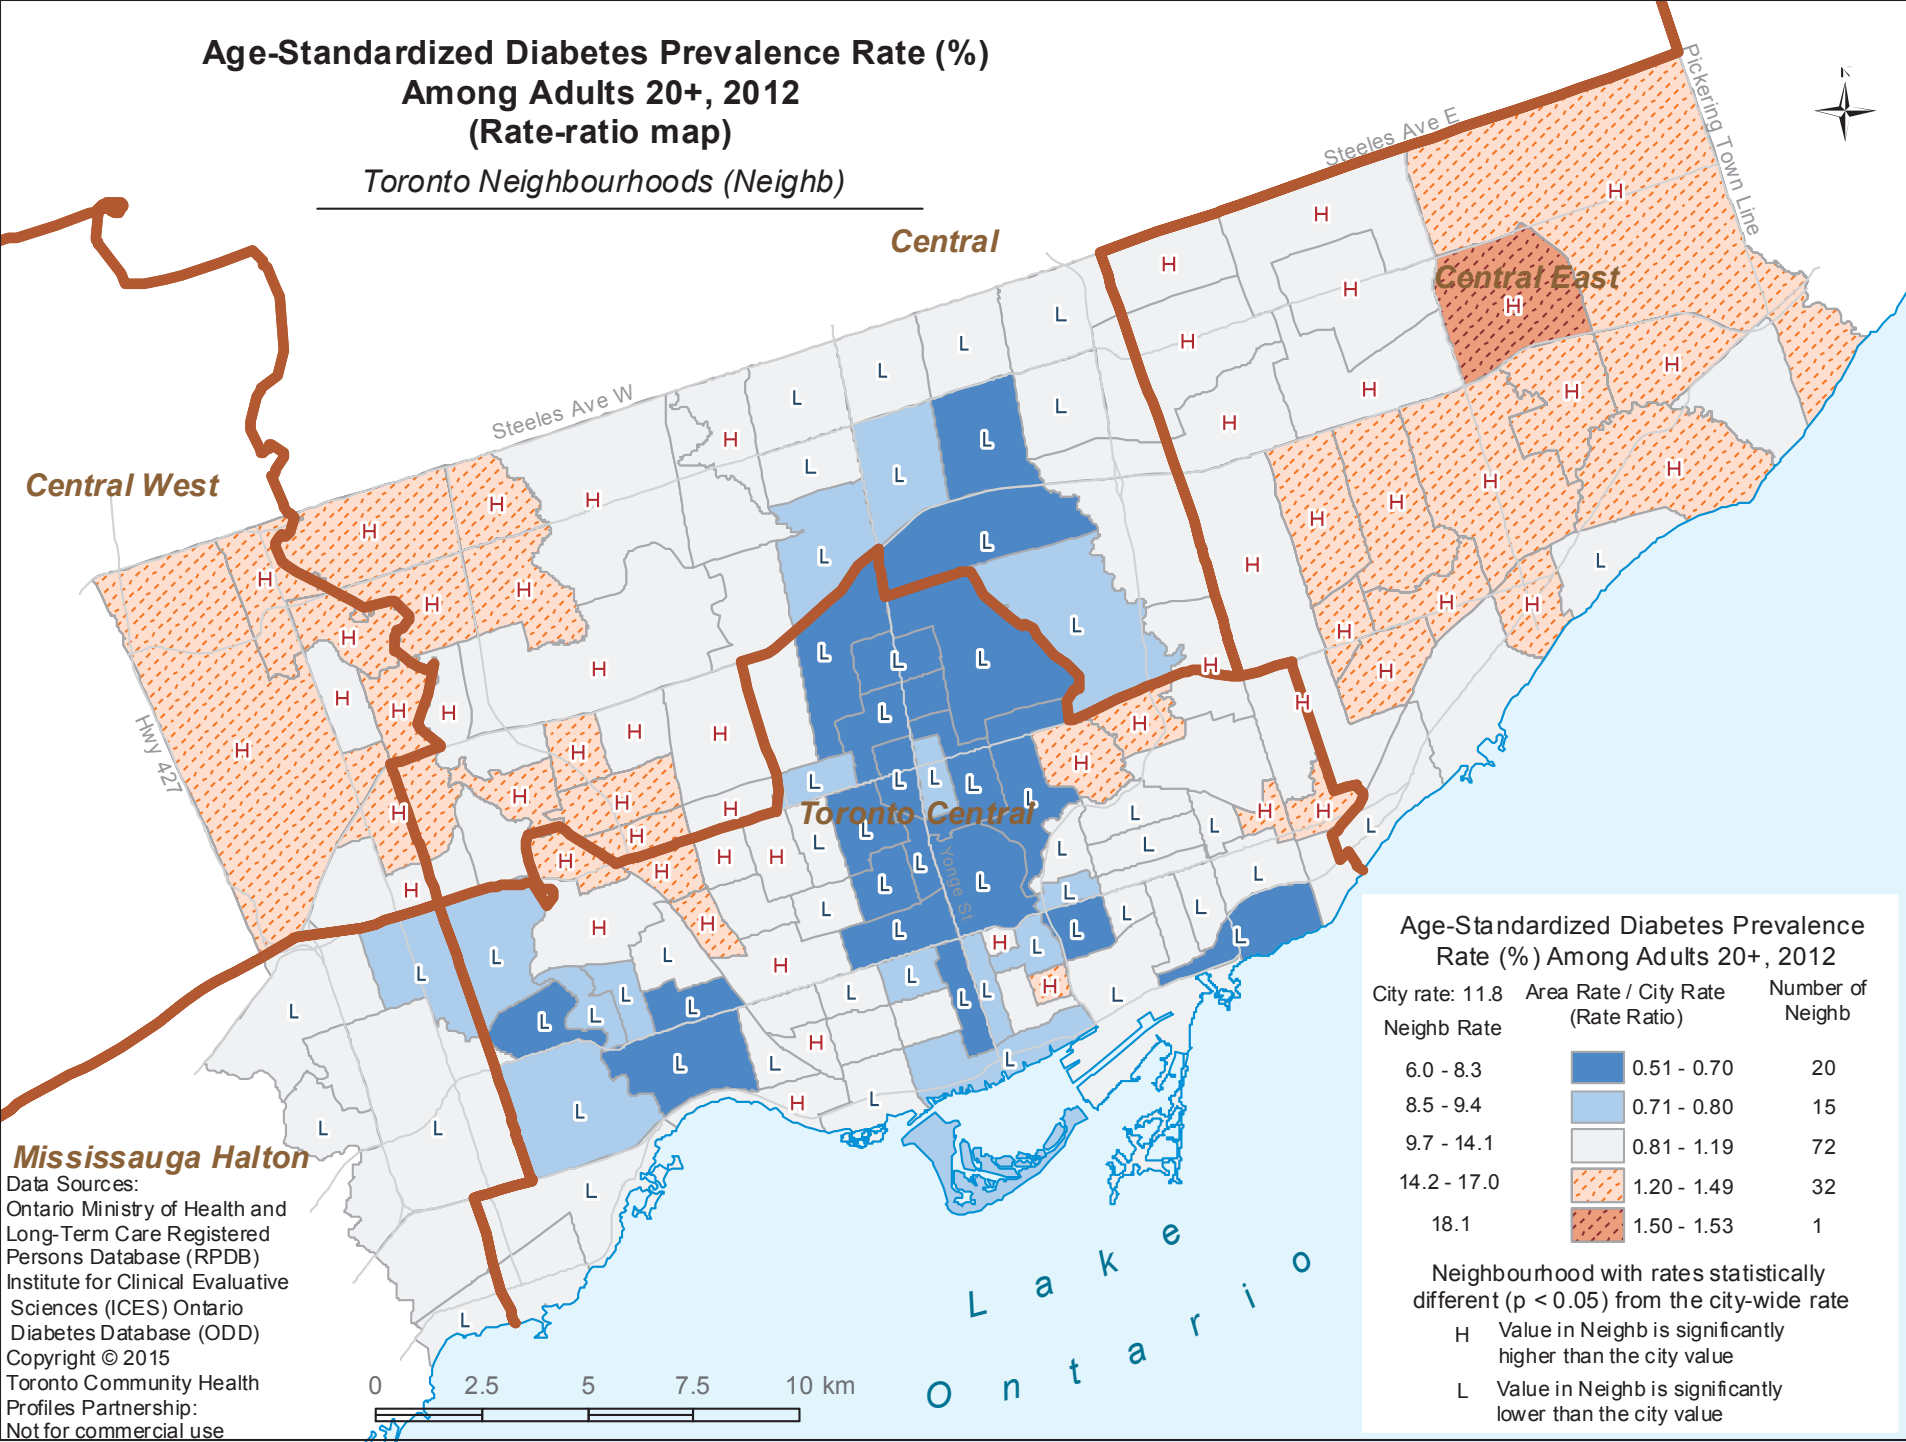 Age-Standardized Diabetes Prevalence Rate (%)
Among Adults 20+, 2012
(Rate-ratio map)
Toronto Neighbourhoods (Neighb)
N
Central
Central East
Central West
Toronto Central
Mississauga Halton
Steeles Ave E
Steeles Ave W
Pickering Town Line
Hwy 427
Yonge St
Lake
Ontario
Age-Standardized Diabetes Prevalence
Rate (%) Among Adults 20+, 2012
City rate: 11.8 Area Rate / City Rate Number of
Neighb Rate (Rate Ratio) Neighb
6.0 - 8.3 0.51 - 0.70 20
8.5 - 9.4 0.71 - 0.80 15
9.7 - 14.1 0.81 - 1.19 72
14.2 - 17.0 1.20 - 1.49 32
18.1 1.50 - 1.53 1
Neighbourhood with rates statistically
different (p < 0.05) from the city-wide rate
H Value in Neighb is significantly
higher than the city value
L Value in Neighb is significantly
lower than the city value
Data Sources:
Ontario Ministry of Health and
Long-Term Care Registered
Persons Database (RPDB)
Institute for Clinical Evaluative
Sciences (ICES) Ontario
Diabetes Database (ODD)
Copyright © 2015
Toronto Community Health
Profiles Partnership:
Not for commercial use
0 2.5 5 7.5 10 km